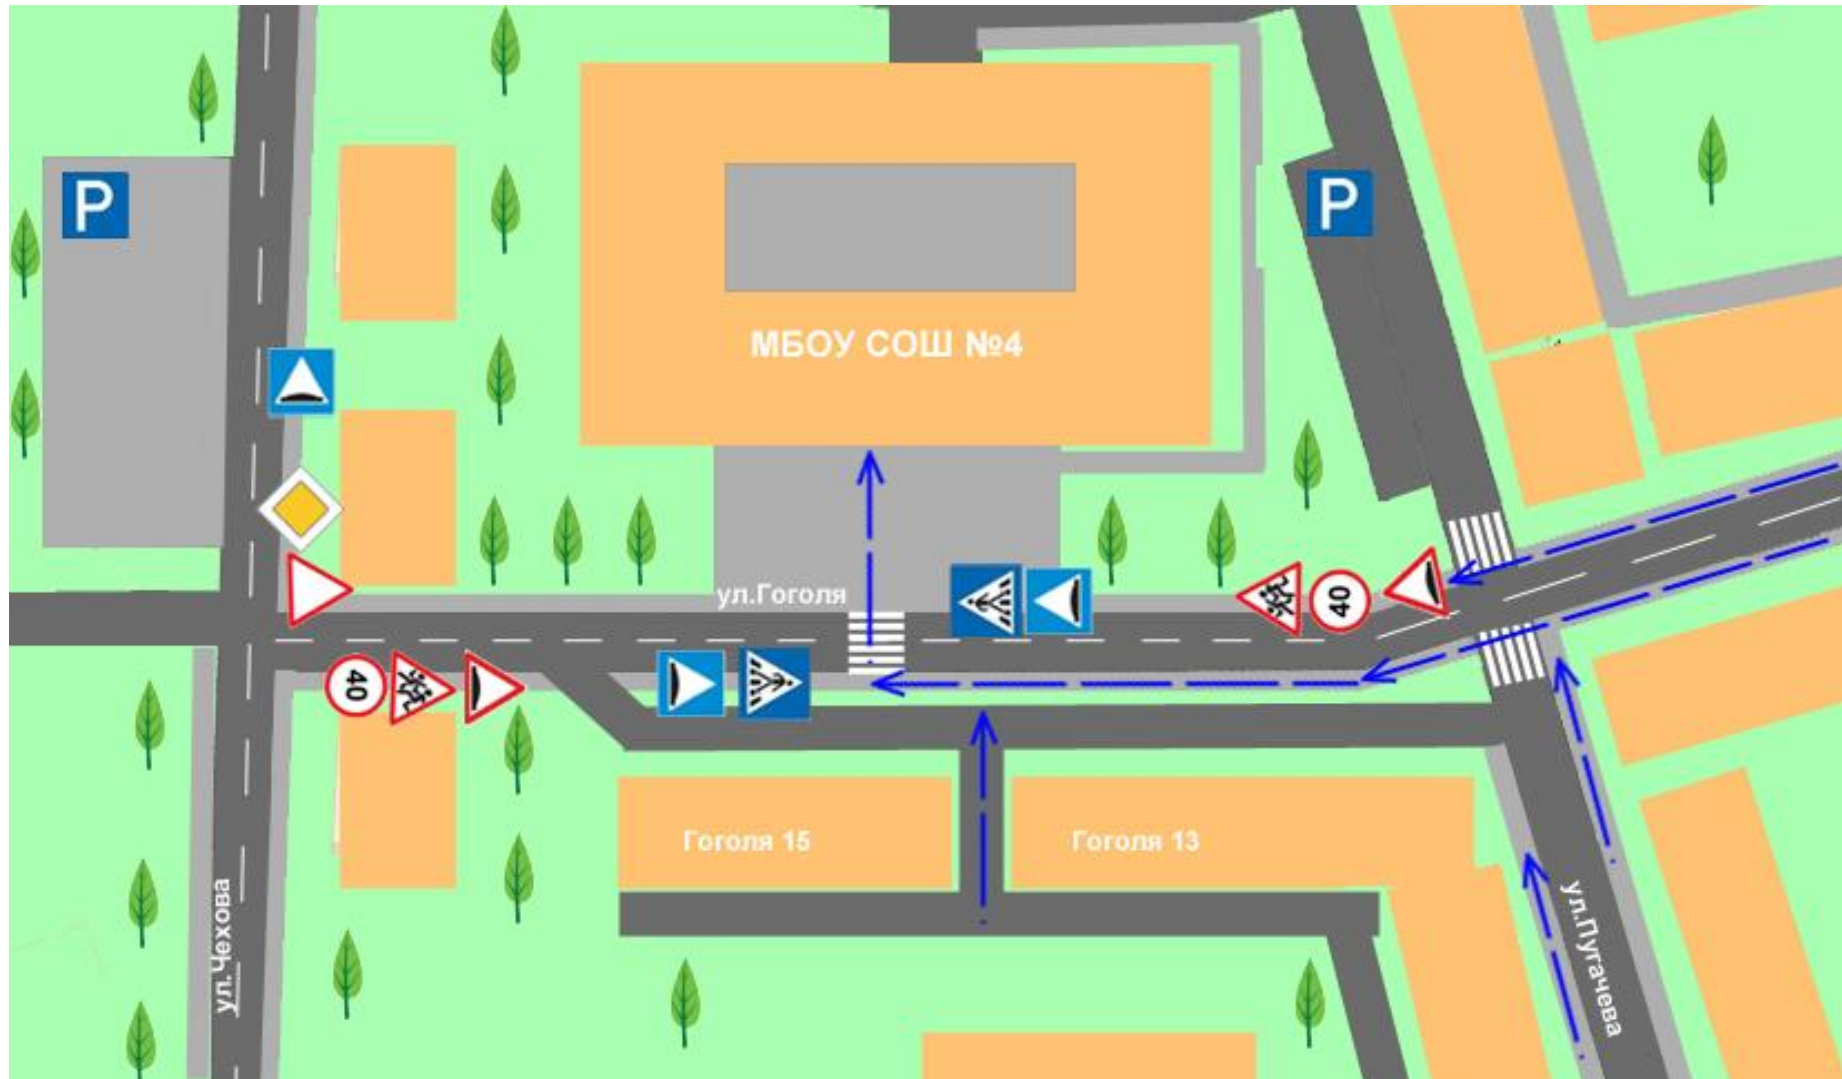 P
P
МБОУ СОШ №4
ул.Гоголя
40
40
Гоголя 15
Гоголя 13
ул.Чехова
ул.Пугачева